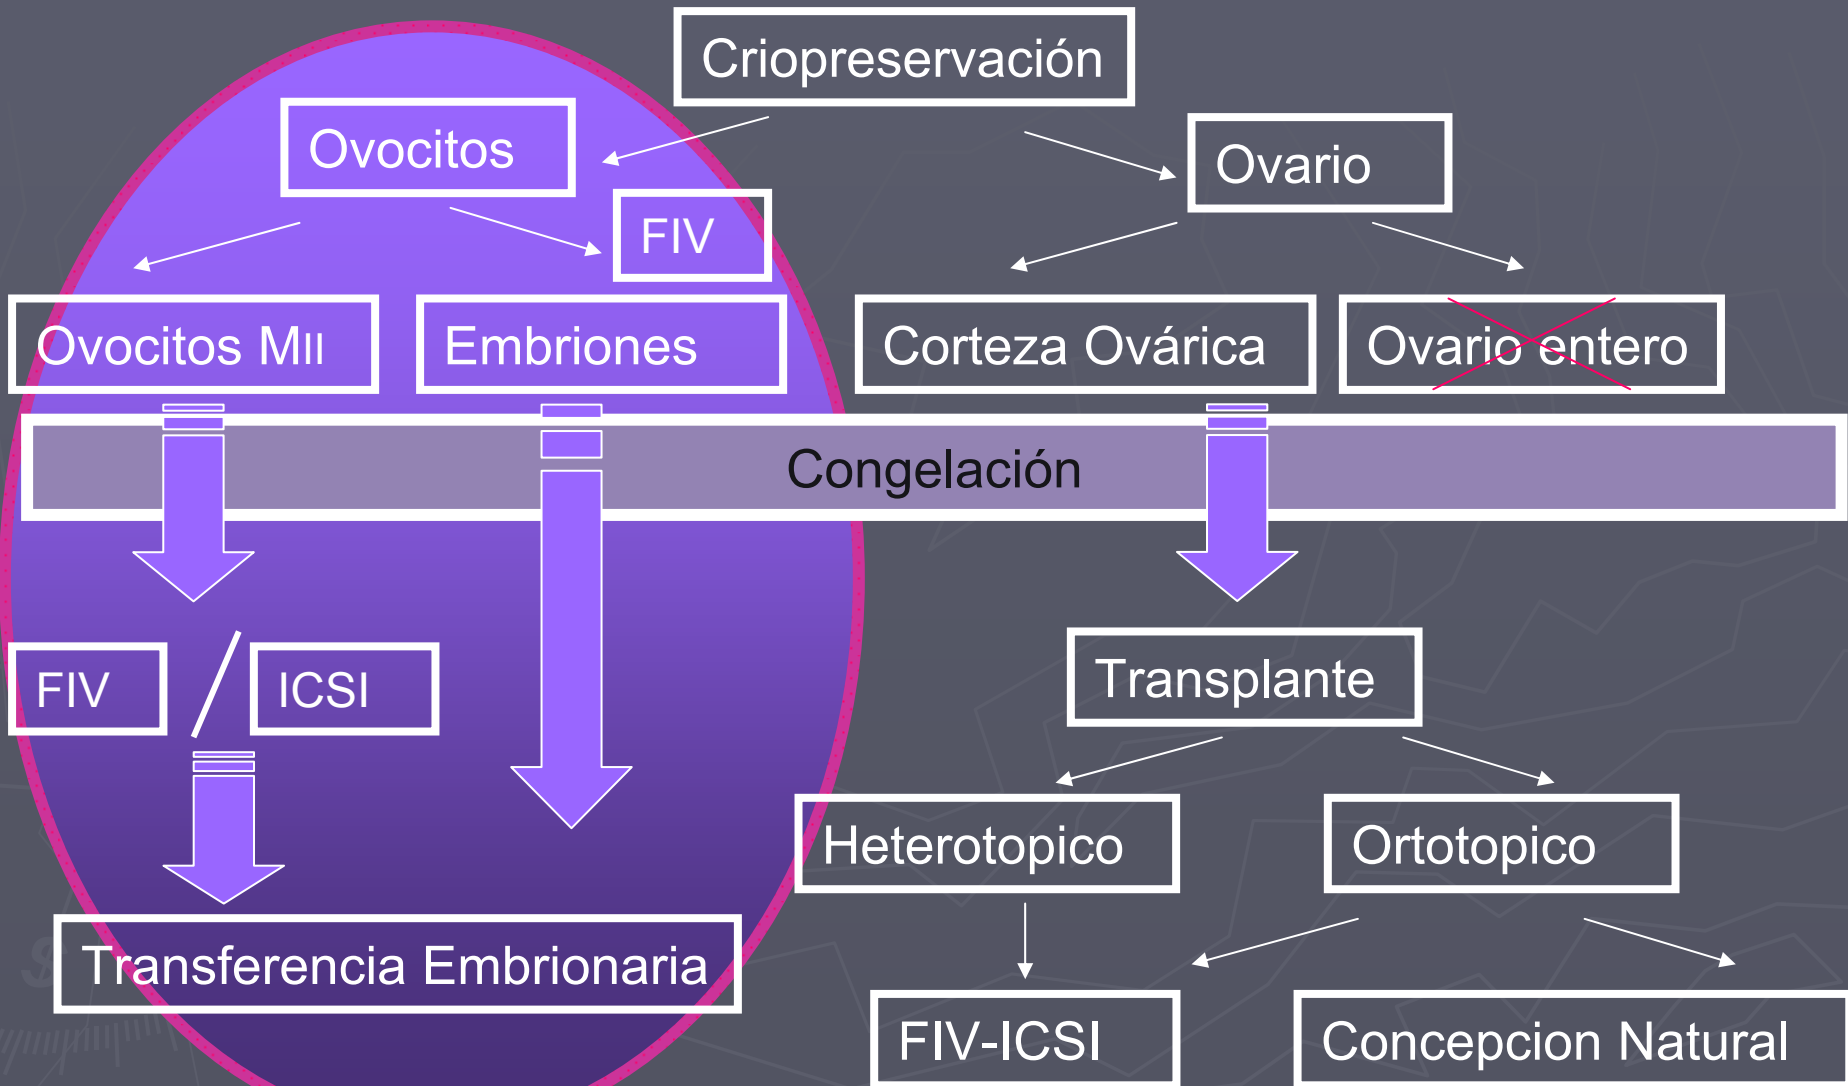 Criopreservación
Ovocitos
Ovario
FIV
Ovocitos MII
Embriones
Corteza Ovárica
Ovario entero
Congelación
FIV
ICSI
Transplante
Heterotopico
Ortotopico
Transferencia Embrionaria
FIV-ICSI
Concepcion Natural